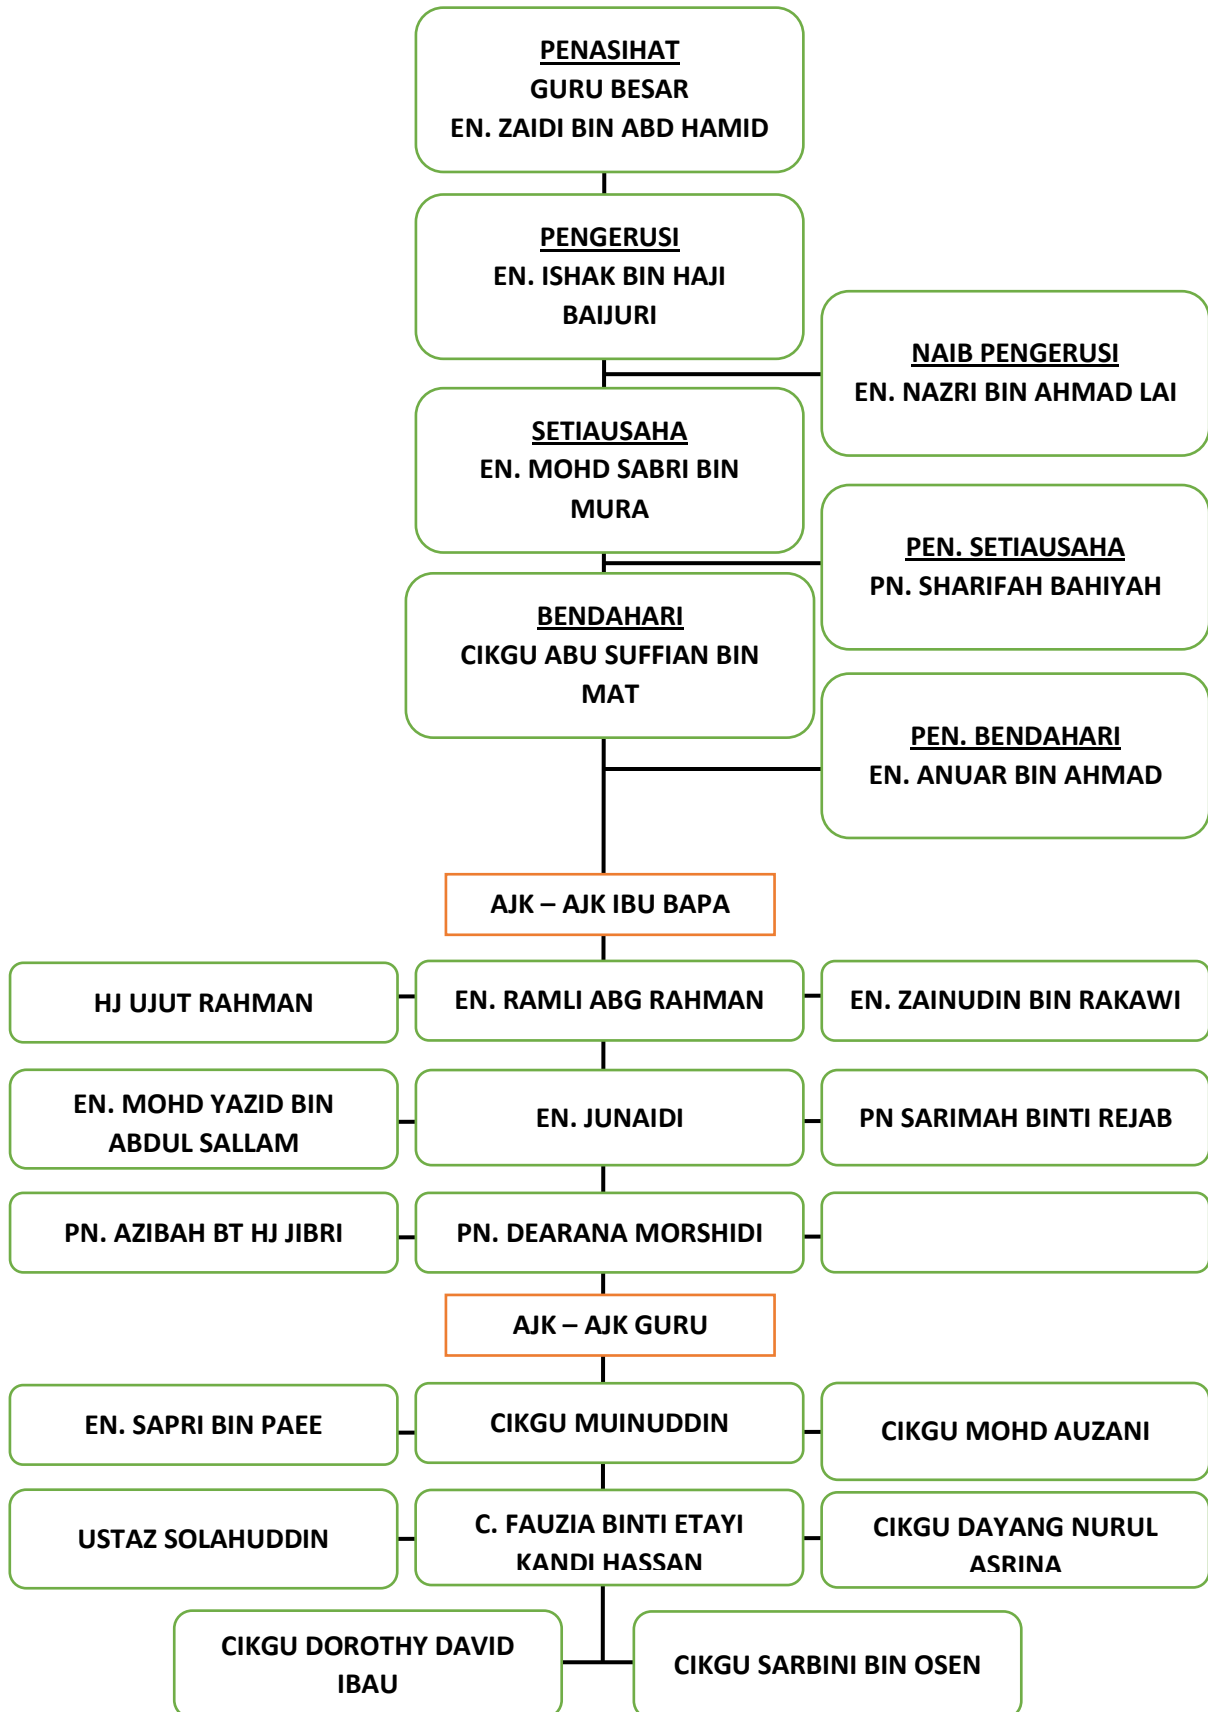 PENASIHAT
GURU BESAR
EN. ZAIDI BIN ABD HAMID
PENGERUSI
EN. ISHAK BIN HAJI
BAIJURI
NAIB PENGERUSI
EN. NAZRI BIN AHMAD LAI
SETIAUSAHA
EN. MOHD SABRI BIN
MURA
PEN. SETIAUSAHA
PN. SHARIFAH BAHIYAH
BENDAHARI
CIKGU ABU SUFFIAN BIN
MAT
PEN. BENDAHARI
EN. ANUAR BIN AHMAD
AJK – AJK IBU BAPA
HJ UJUT RAHMAN
EN. RAMLI ABG RAHMAN
EN. ZAINUDIN BIN RAKAWI
EN. MOHD YAZID BIN
ABDUL SALLAM
EN. JUNAIDI
PN SARIMAH BINTI REJAB
PN. AZIBAH BT HJ JIBRI
PN. DEARANA MORSHIDI
AJK – AJK GURU
EN. SAPRI BIN PAEE
CIKGU MUINUDDIN
CIKGU MOHD AUZANI
USTAZ SOLAHUDDIN
C. FAUZIA BINTI ETAYI
KANDI HASSAN
CIKGU DAYANG NURUL
ASRINA
CIKGU DOROTHY DAVID
IBAU
CIKGU SARBINI BIN OSEN